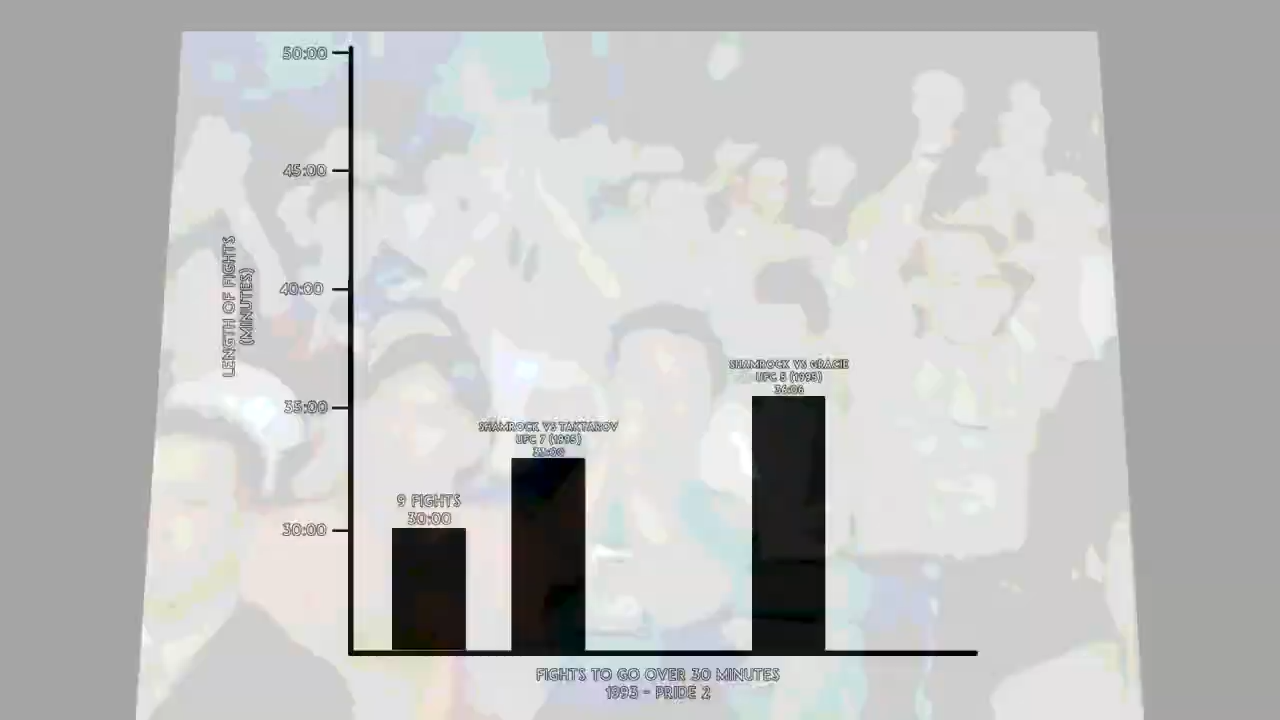 50:00
45:00
40:00
35:00
30:00
LENGTH OF FIGHTS
(MINUTES)
9 FIGHTS
30:00
SHAMROCK VS TAKTAROV
UFC 7 (1995)
33:00
SHAMROCK VS GRACIE
UFC 5 (1995)
36:06
FIGHTS TO GO OVER 30 MINUTES
1993 - PRIDE 2